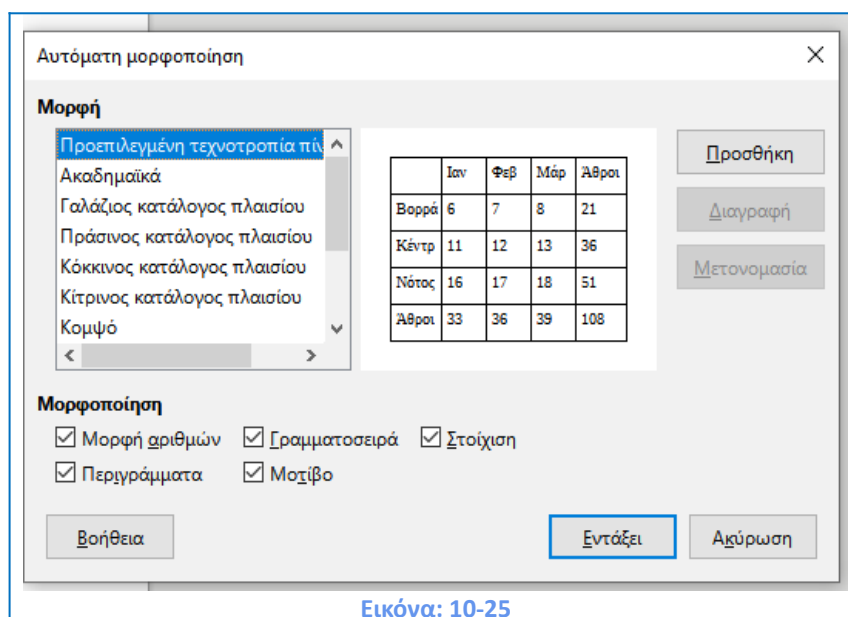 Αυτόματη μορφοποίηση
Μορφή
Προεπιλεγμένη τεχνοτροπία πίν
Ακαδημαϊκά
Γαλάζιος κατάλογος πλαισίου
Πράσινος κατάλογος πλαισίου
Κόκκινος κατάλογος πλαισίου
Κίτρινος κατάλογος πλαισίου
Κομψό
Ιαν Φεβ Μάρ Άθροι
Βορρά 6 7 8 21
Κέντρ 11 12 13 36
Νότος 16 17 18 51
Άθροι 33 36 39 108
Προσθήκη
Διαγραφή
Μετονομασία
Μορφοποίηση
Μορφή αριθμών Γραμματοσειρά Στοίχιση
Περιγράμματα Μοτίβο
Βοήθεια Εντάξει Ακύρωση
Εικόνα: 10-25